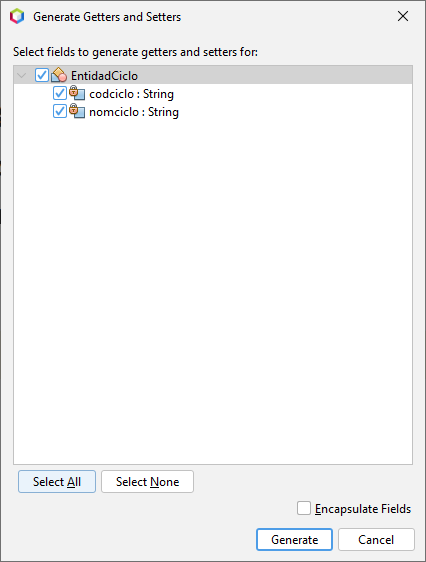 Generate Getters and Setters
Select fields to generate getters and setters for:
EntidadCiclo
codciclo : String
nomciclo : String
Select All
Select None
Encapsulate Fields
Generate
Cancel